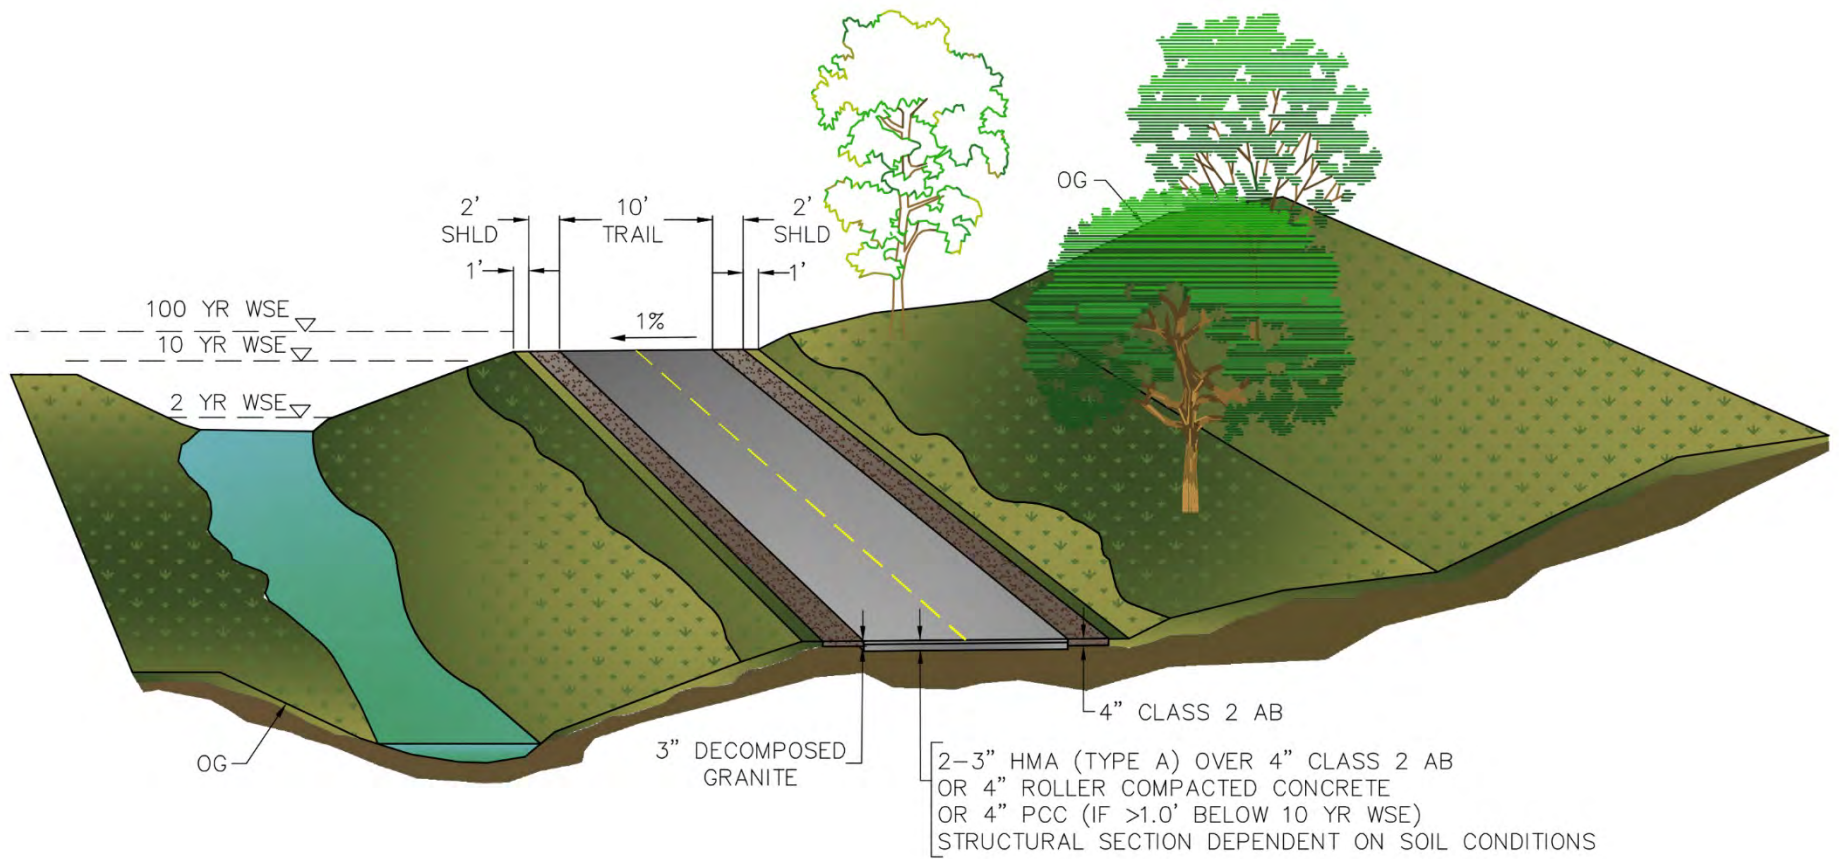 OG
2'
SHLD
10'
TRAIL
2'
SHLD
1'
1'
100 YR WSE
10 YR WSE
2 YR WSE
1%
4" CLASS 2 AB
3" DECOMPOSED
GRANITE
OG
2-3" HMA (TYPE A) OVER 4" CLASS 2 AB
OR 4" ROLLER COMPACTED CONCRETE
OR 4" PCC (IF >1.0' BELOW 10 YR WSE)
STRUCTURAL SECTION DEPENDENT ON SOIL CONDITIONS